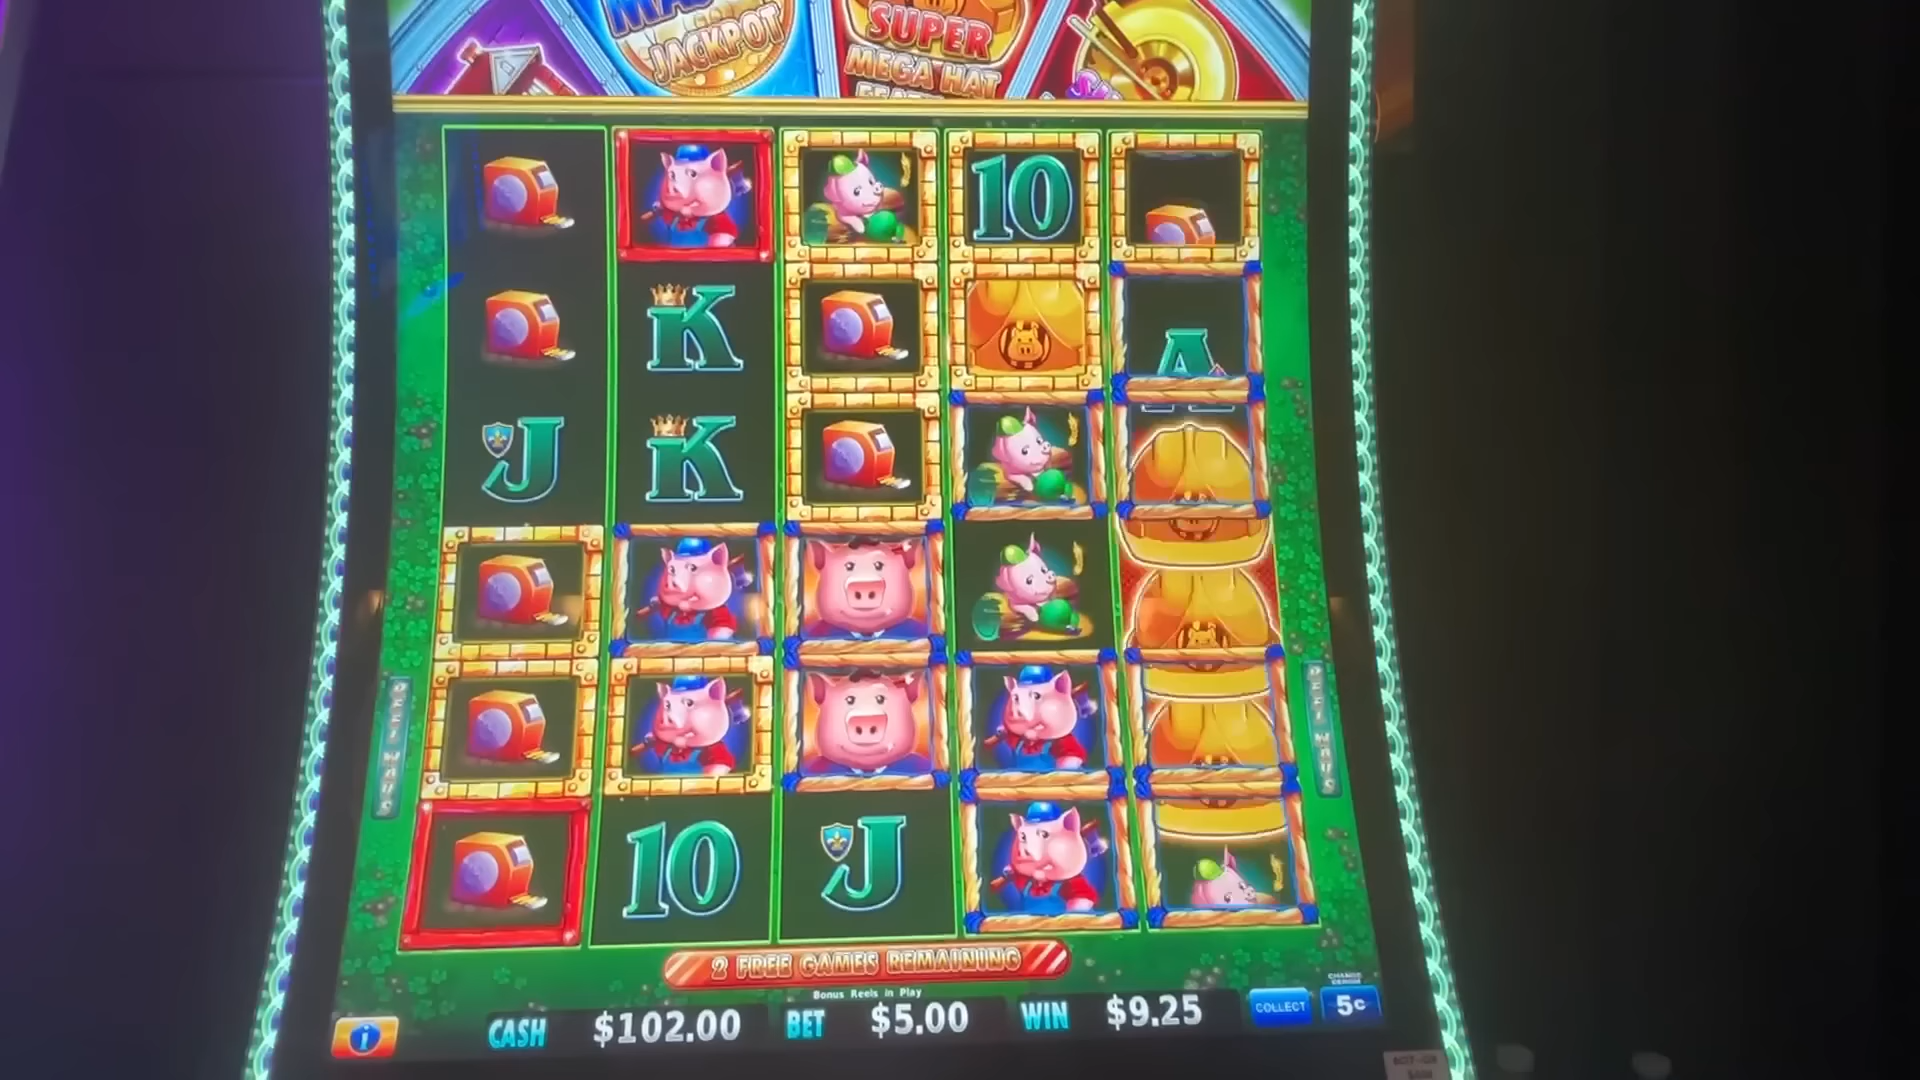 JACKPOT
SUPER
MEGA HAT
10
K
A
J
K
10
J
2 FREE GAMES REMAINING
Bonus Reels in Play
CASH $102.00 BET $5.00 WIN $9.25 COLLECT 5¢